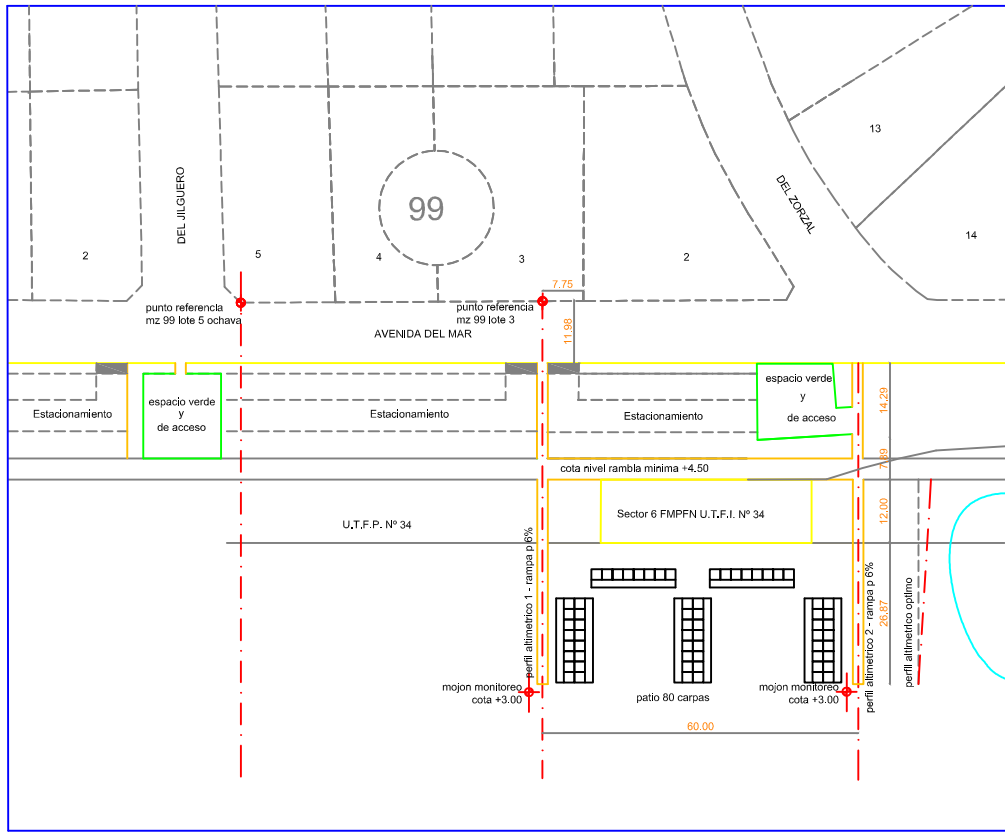 13
DEL JILGUERO
DEL ZORZAL
99
14
2
5
4
3
2
7.75
punto referencia
mz 99 lote 5 ochava
punto referencia
mz 99 lote 3
11.98
AVENIDA DEL MAR
espacio verde
y
de acceso
espacio verde
y
de acceso
14.29
Estacionamiento
Estacionamiento
Estacionamiento
7.89
cota nivel rambla minima +4.50
U.T.F.P. Nº 34
Sector 6 FMPFN U.T.F.I. Nº 34
12.00
perfil altimetrico 1 - rampa p 6%
perfil altimetrico 2 - rampa p 6%
26.87
perfil altimetrico optimo
mojon monitoreo
cota +3.00
patio 80 carpas
mojon monitoreo
cota +3.00
60.00